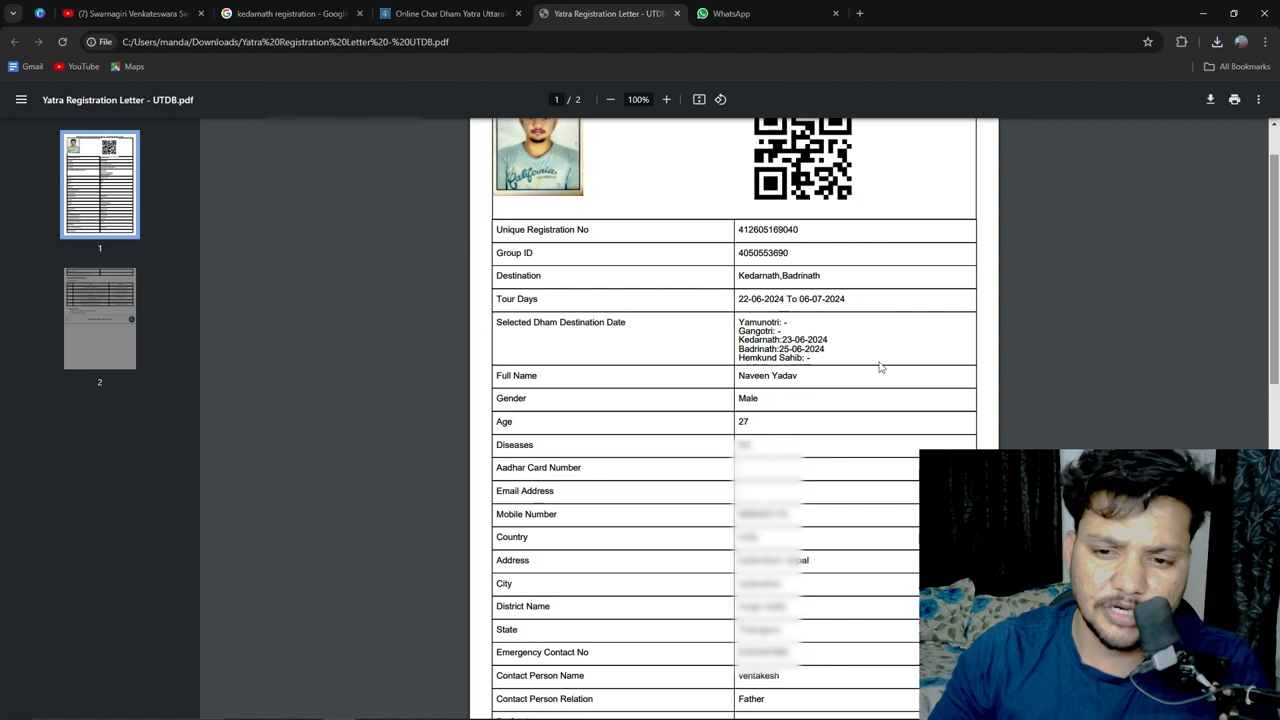 (7) Swarnagiri Venkateswara Sw
kedarnath registration - Google
Online Char Dham Yatra Uttara
Yatra Registration Letter - UTDB
WhatsApp
File
C:/Users/manda/Downloads/Yatra%20Registration%20Letter%20-%20UTDB.pdf
Gmail
YouTube
Maps
All Bookmarks
Yatra Registration Letter - UTDB.pdf
1 / 2
100%
California
Unique Registration No 412605169040
Group ID 4050553690
Destination Kedarnath,Badrinath
Tour Days 22-06-2024 To 06-07-2024
Selected Dham Destination Date
Yamunotri: -
Gangotri: -
Kedarnath:23-06-2024
Badrinath:25-06-2024
Hemkund Sahib: -
Full Name Naveen Yadav
Gender Male
Age 27
Diseases
Aadhar Card Number
Email Address
Mobile Number
Country
Address
City
District Name
State
Emergency Contact No
Contact Person Name ventakesh
Contact Person Relation Father
1
2